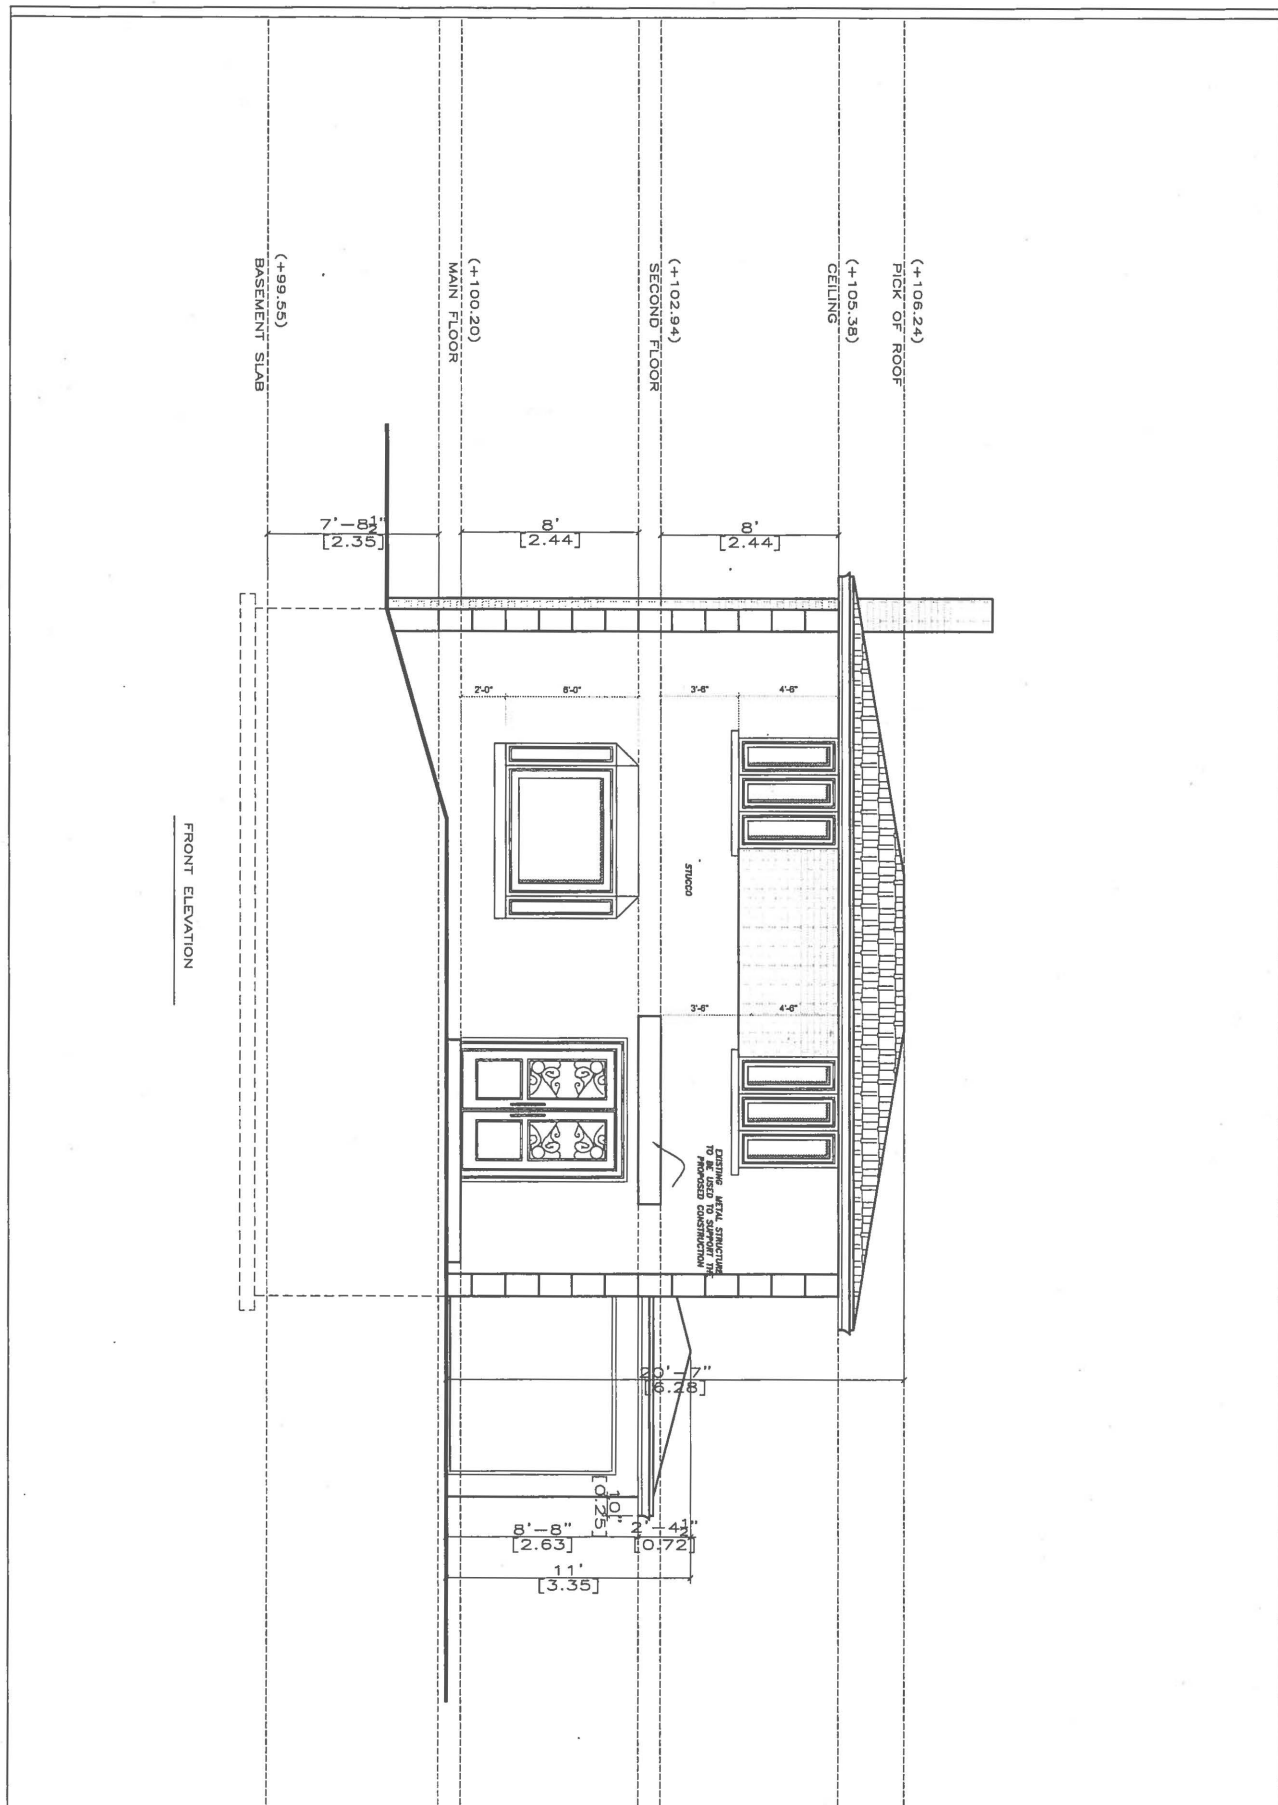 (+106.24)
PICK OF ROOF
(+105.38)
CEILING
(+102.94)
SECOND FLOOR
(+100.20)
MAIN FLOOR
(+99.55)
BASEMENT SLAB
8'
[2.44]
8'
[2.44]
7'-8½"
[2.35]
4'-6"
3'-6"
6'-0"
2'-0"
STUCCO
4'-6"
3'-6"
EXISTING METAL STRUCTURE
TO BE USED TO SUPPORT TH
PROPOSED CONSTRUCTION
20'-7"
[6.28]
10"
[0.25]
2'-4½"
[0.72]
8'-8"
[2.63]
11'
[3.35]
FRONT ELEVATION